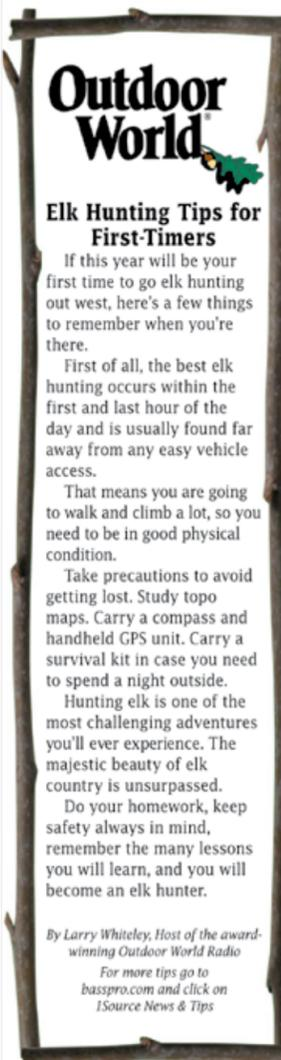 Outdoor
World®
Elk Hunting Tips for
First-Timers
If this year will be your
first time to go elk hunting
out west, here's a few things
to remember when you're
there.
First of all, the best elk
hunting occurs within the
first and last hour of the
day and is usually found far
away from any easy vehicle
access.
That means you are going
to walk and climb a lot, so you
need to be in good physical
condition.
Take precautions to avoid
getting lost. Study topo
maps. Carry a compass and
handheld GPS unit. Carry a
survival kit in case you need
to spend a night outside.
Hunting elk is one of the
most challenging adventures
you'll ever experience. The
majestic beauty of elk
country is unsurpassed.
Do your homework, keep
safety always in mind,
remember the many lessons
you will learn, and you will
become an elk hunter.
By Larry Whiteley, Host of the award-
winning Outdoor World Radio
For more tips go to
basspro.com and click on
1Source News & Tips